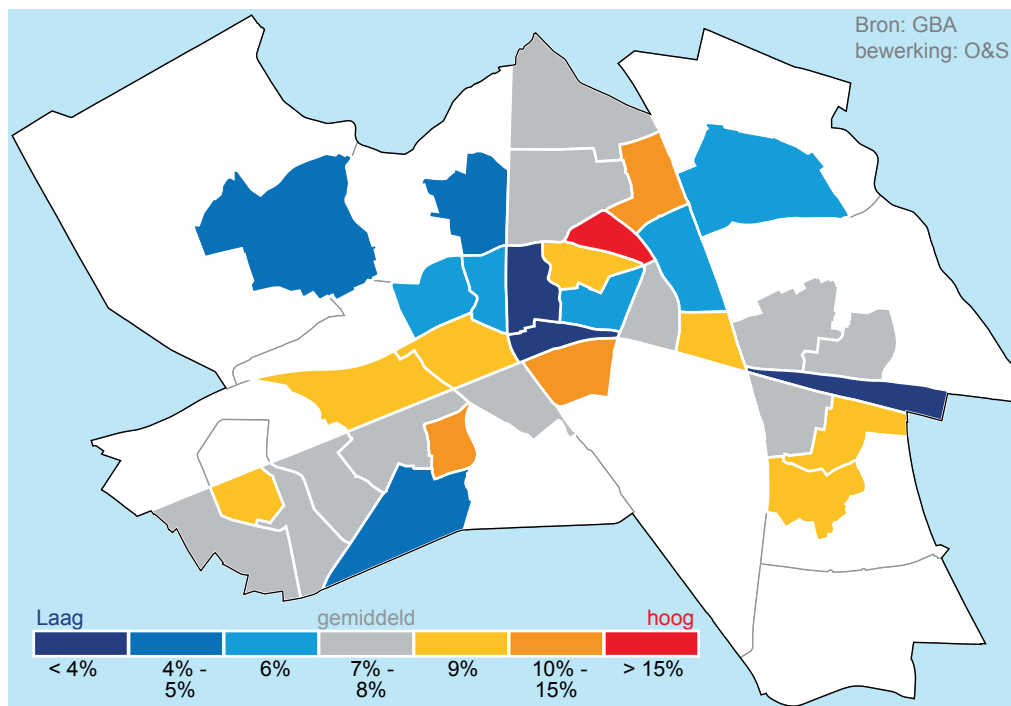 Bron: GBA
bewerking: O&S
Laag gemiddeld hoog
< 4% 4% - 6% 7% - 9% 10% - > 15%
5% 8% 15%